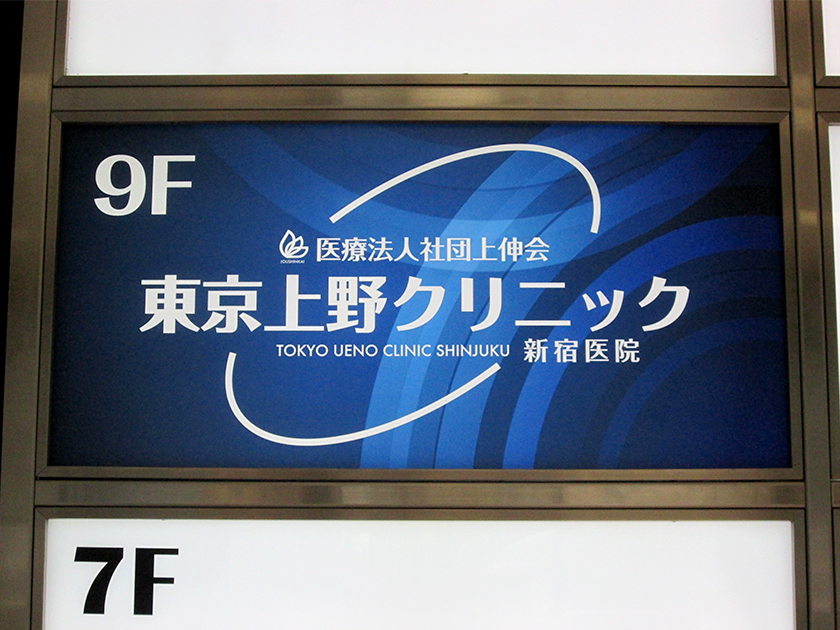 9F
JOUSHINKAI
医療法人社団上伸会
東京上野クリニック
TOKYO UENO CLINIC SHINJUKU 新宿医院
7F